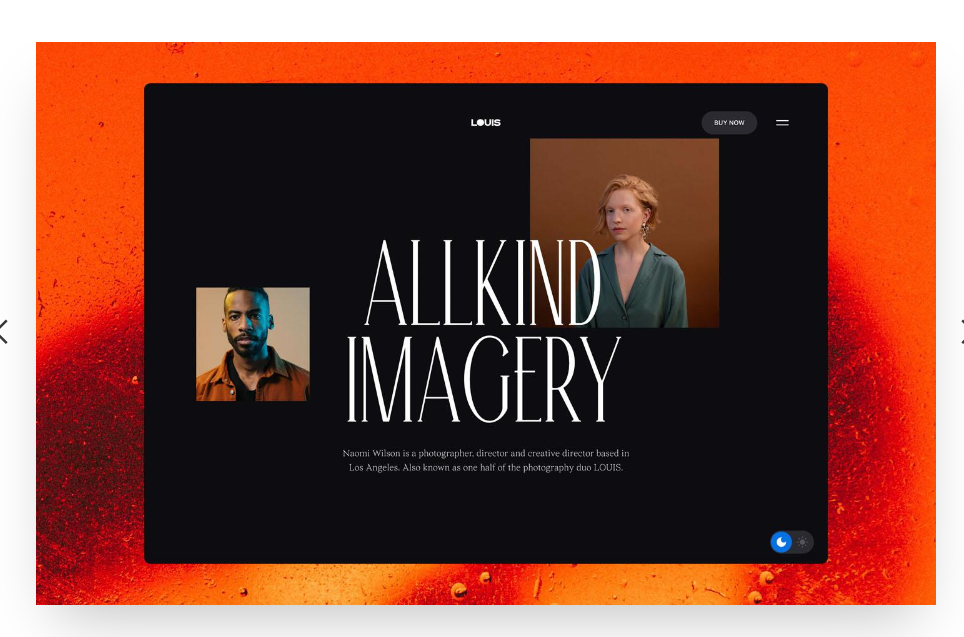 LOUIS
BUY NOW
ALLKIND
IMAGERY
Naomi Wilson is a photographer, director and creative director based in
Los Angeles. Also known as one half of the photography duo LOUIS.